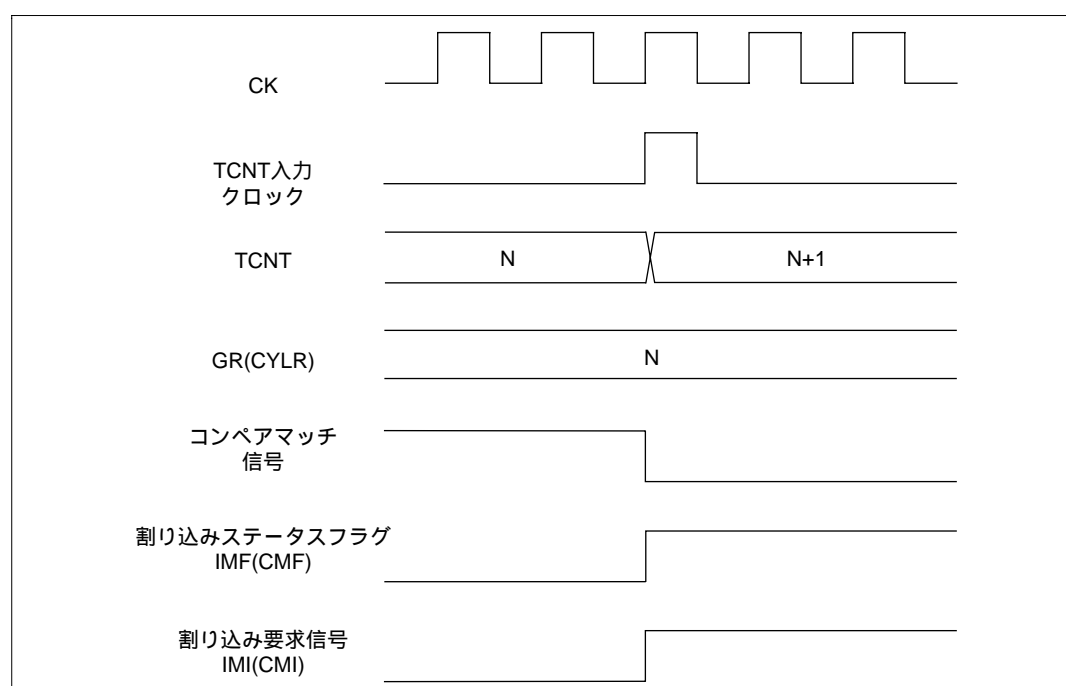 CK
TCNT入力
クロック
TCNT
N
N+1
GR(CYLR)
N
コンペアマッチ
信号
割り込みステータスフラグ
IMF(CMF)
割り込み要求信号
IMI(CMI)